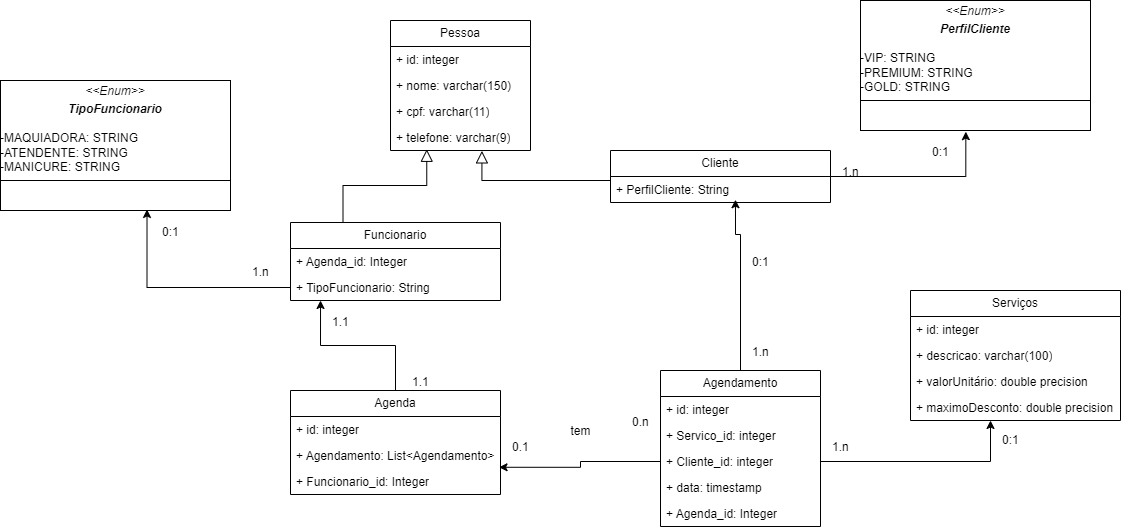 <<Enum>>
PerfilCliente
-VIP: STRING
-PREMIUM: STRING
-GOLD: STRING
Pessoa
+ id: integer
+ nome: varchar(150)
+ cpf: varchar(11)
+ telefone: varchar(9)
<<Enum>>
TipoFuncionario
-MAQUIADORA: STRING
-ATENDENTE: STRING
-MANICURE: STRING
0:1
1.n
Cliente
+ PerfilCliente: String
0:1
1.n
Funcionario
+ Agenda_id: Integer
+ TipoFuncionario: String
0:1
1.n
1.1
1.1
Serviços
+ id: integer
+ descricao: varchar(100)
+ valorUnitário: double precision
+ maximoDesconto: double precision
Agenda
+ id: integer
+ Agendamento: List<Agendamento>
+ Funcionario_id: Integer
0.1
tem
0.n
Agendamento
+ id: integer
+ Servico_id: integer
+ Cliente_id: integer
+ data: timestamp
+ Agenda_id: Integer
1.n
0:1